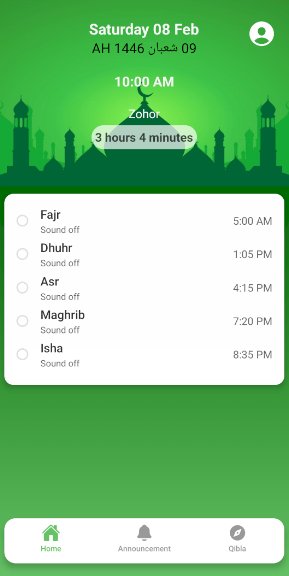 Saturday 08 Feb
09 شعبان 1446 AH
10:00 AM
Zohor
3 hours 4 minutes
Fajr
Sound off
5:00 AM
Dhuhr
Sound off
1:05 PM
Asr
Sound off
4:15 PM
Maghrib
Sound off
7:20 PM
Isha
Sound off
8:35 PM
Home
Announcement
Qibla